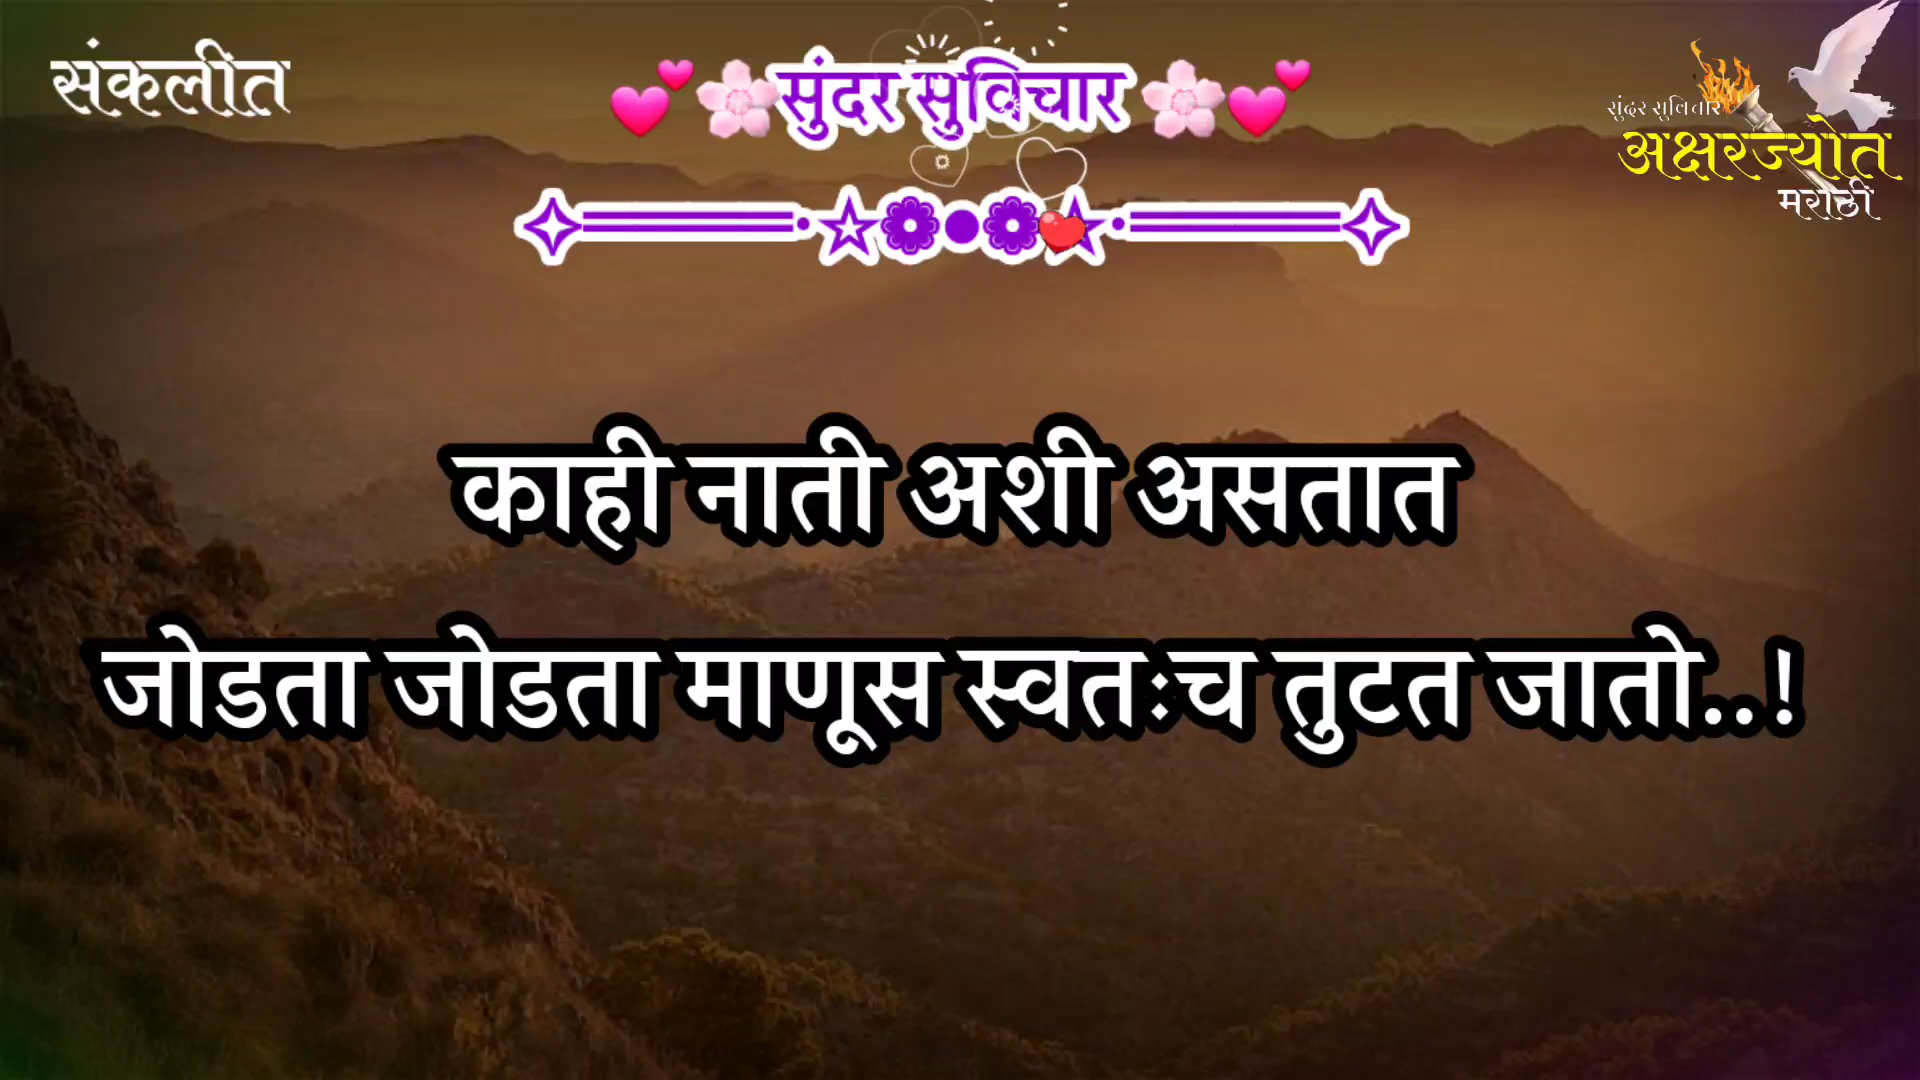 संकलीत
💕🌸सुंदर सुविचार🌸💕
सुंदर सुविचार
अक्षरज्योत
मराठी
काही नाती अशी असतात
जोडता जोडता माणूस स्वतःच तुटत जातो..!